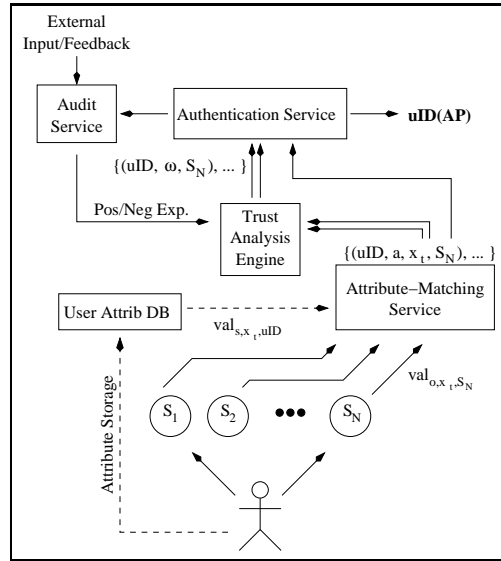 External
Input/Feedback
Audit
Service
Authentication Service
uID(AP)
{(uID, ω, S_N), ... }
Pos/Neg Exp.
Trust
Analysis
Engine
{(uID, a, x_t, S_N), ... }
User Attrib DB
val_s,x_t,uID
Attribute–Matching
Service
val_o,x_t,S_N
S_1
S_2
S_N
Attribute Storage